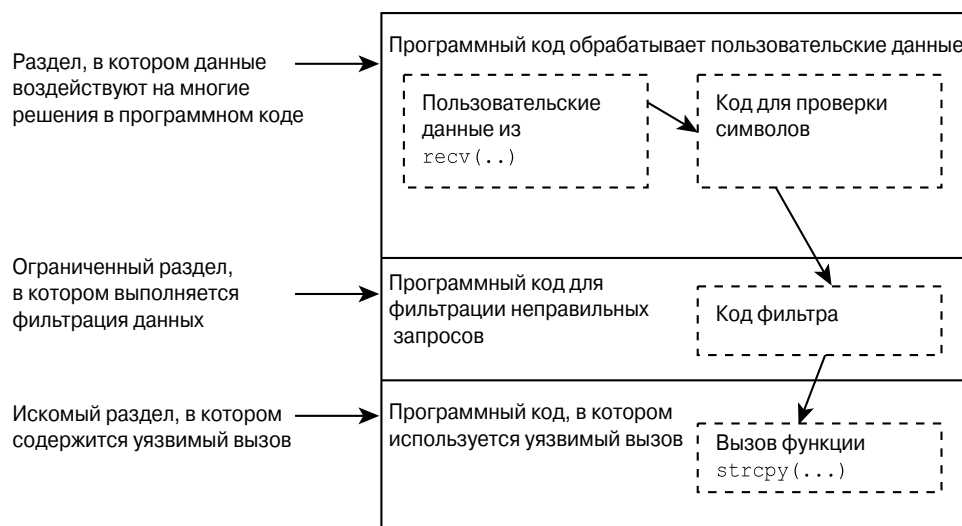 Раздел, в котором данные
воздействуют на многие
решения в программном коде
Программный код обрабатывает пользовательские данные
Пользовательские
данные из
recv(..)
Код для проверки
символов
Ограниченный раздел,
в котором выполняется
фильтрация данных
Программный код для
фильтрации неправильных
запросов
Код фильтра
Искомый раздел, в котором
содержится уязвимый вызов
Программный код, в котором
используется уязвимый вызов
Вызов функции
strcpy(...)